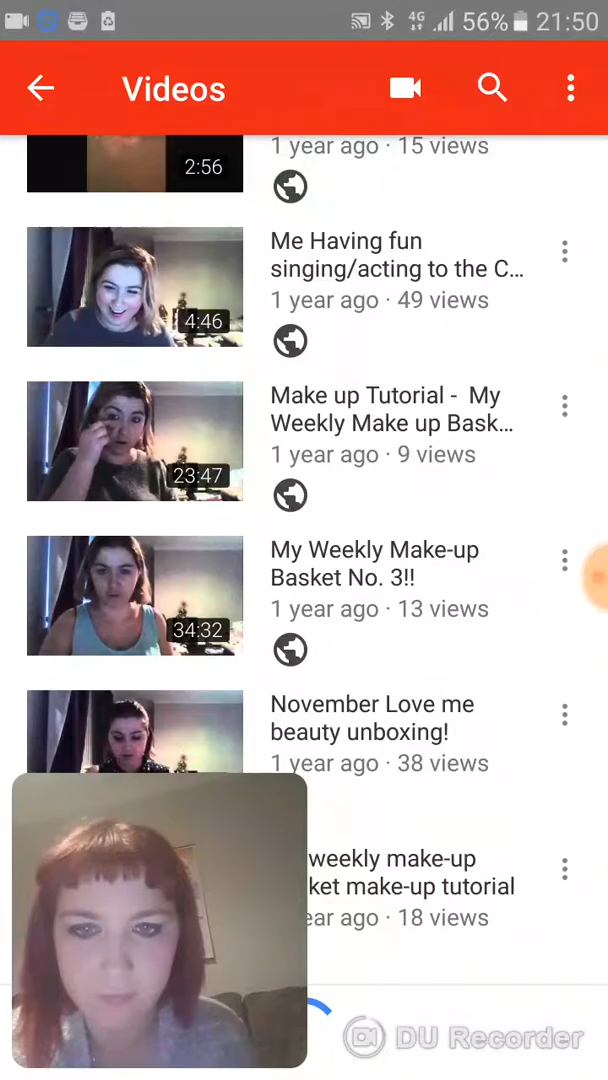 4G 56% 21:50
Videos
2:56
1 year ago · 15 views
4:46
Me Having fun
singing/acting to the C...
1 year ago · 49 views
23:47
Make up Tutorial - My
Weekly Make up Bask...
1 year ago · 9 views
34:32
My Weekly Make-up
Basket No. 3!!
1 year ago · 13 views
November Love me
beauty unboxing!
1 year ago · 38 views
weekly make-up
ket make-up tutorial
ear ago · 18 views
DU Recorder